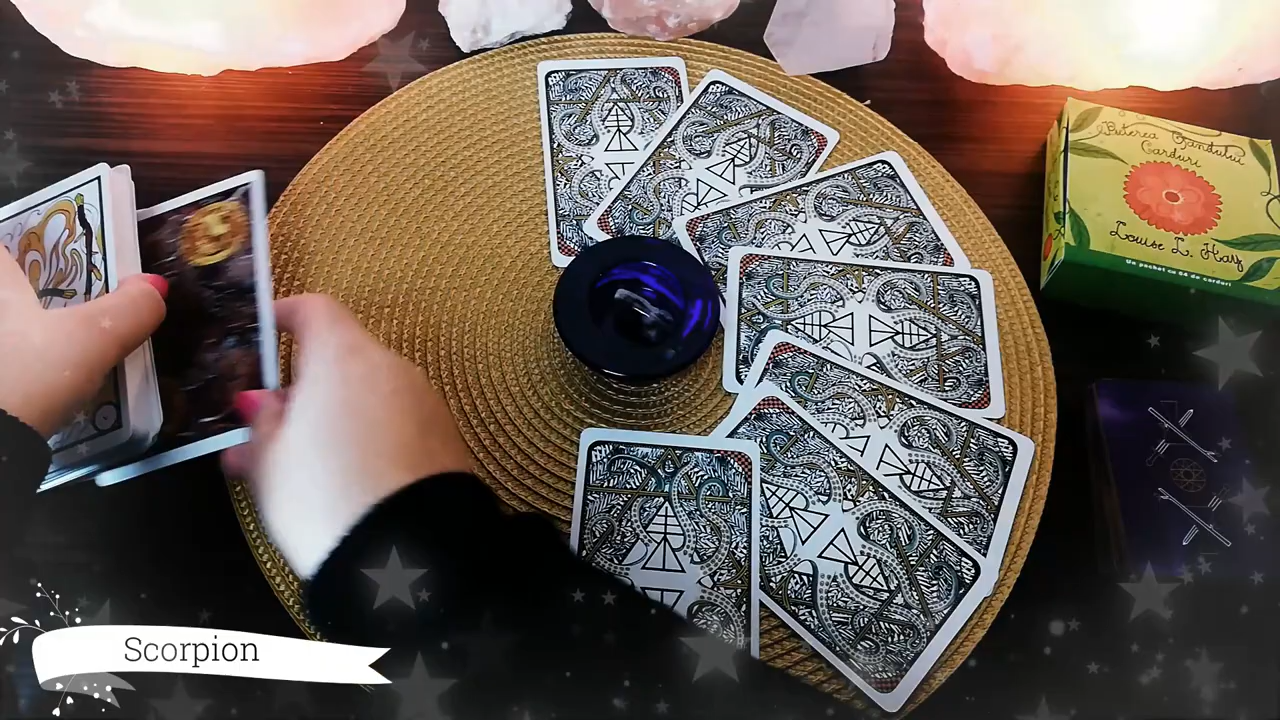 Puterea Gândului
Carduri
Louise L. Hay
Un pachet cu 64 de carduri
Scorpion